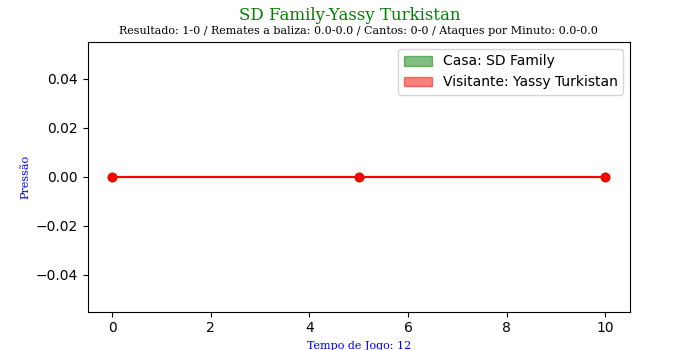 SD Family-Yassy Turkistan
Resultado: 1-0 / Remates a baliza: 0.0-0.0 / Cantos: 0-0 / Ataques por Minuto: 0.0-0.0
Casa: SD Family
Visitante: Yassy Turkistan
0.04
0.02
0.00
−0.02
−0.04
Pressão
0 2 4 6 8 10
Tempo de Jogo: 12